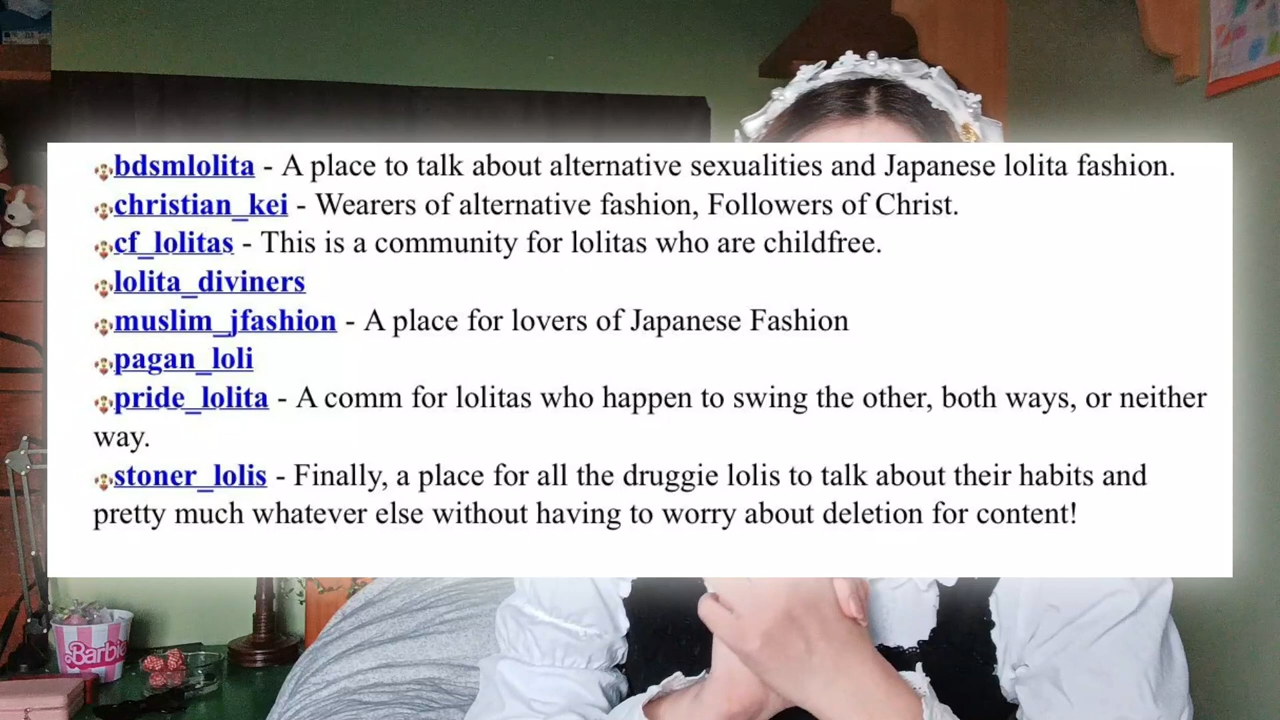 bdsmlolita - A place to talk about alternative sexualities and Japanese lolita fashion.
christian_kei - Wearers of alternative fashion, Followers of Christ.
cf_lolitas - This is a community for lolitas who are childfree.
lolita_diviners
muslim_jfashion - A place for lovers of Japanese Fashion
pagan_loli
pride_lolita - A comm for lolitas who happen to swing the other, both ways, or neither
way.
stoner_lolis - Finally, a place for all the druggie lolis to talk about their habits and
pretty much whatever else without having to worry about deletion for content!
Barbie